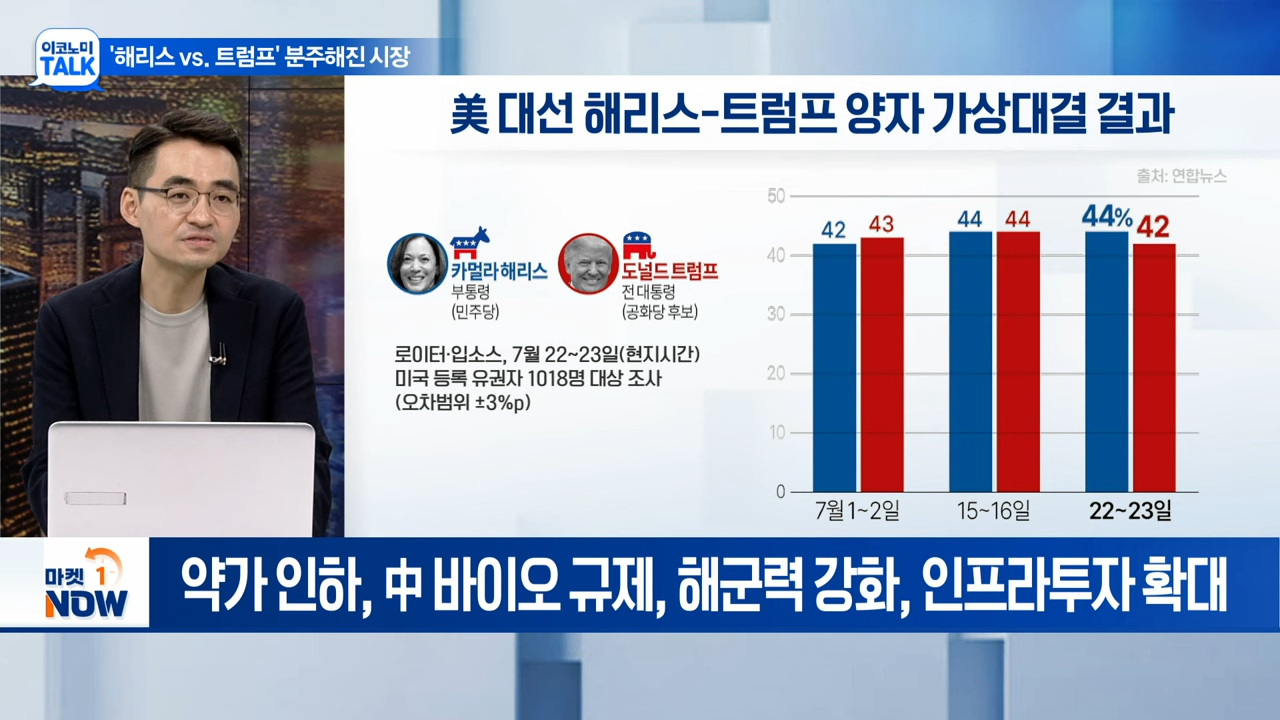 이코노미
TALK
'해리스 vs. 트럼프' 분주해진 시장
美 대선 해리스-트럼프 양자 가상대결 결과
출처: 연합뉴스
카멀라 해리스
부통령
(민주당)
도널드 트럼프
전 대통령
(공화당 후보)
로이터·입소스, 7월 22~23일(현지시간)
미국 등록 유권자 1018명 대상 조사
(오차범위 ±3%p)
50
40
30
20
10
0
42
43
44
44
44%
42
7월 1~2일
15~16일
22~23일
마켓 1
NOW
약가 인하, 中 바이오 규제, 해군력 강화, 인프라투자 확대